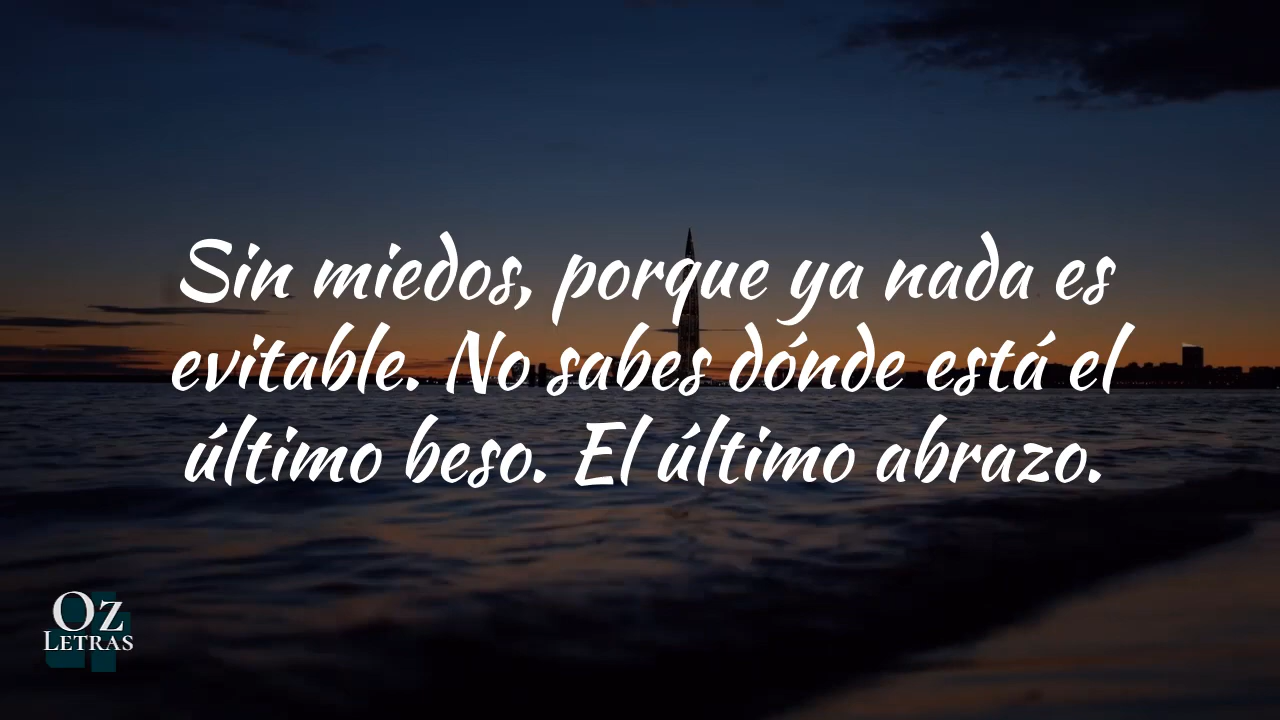 Sin miedos, porque ya nada es
evitable. No sabes dónde está el
último beso. El último abrazo.
Oz
Letras